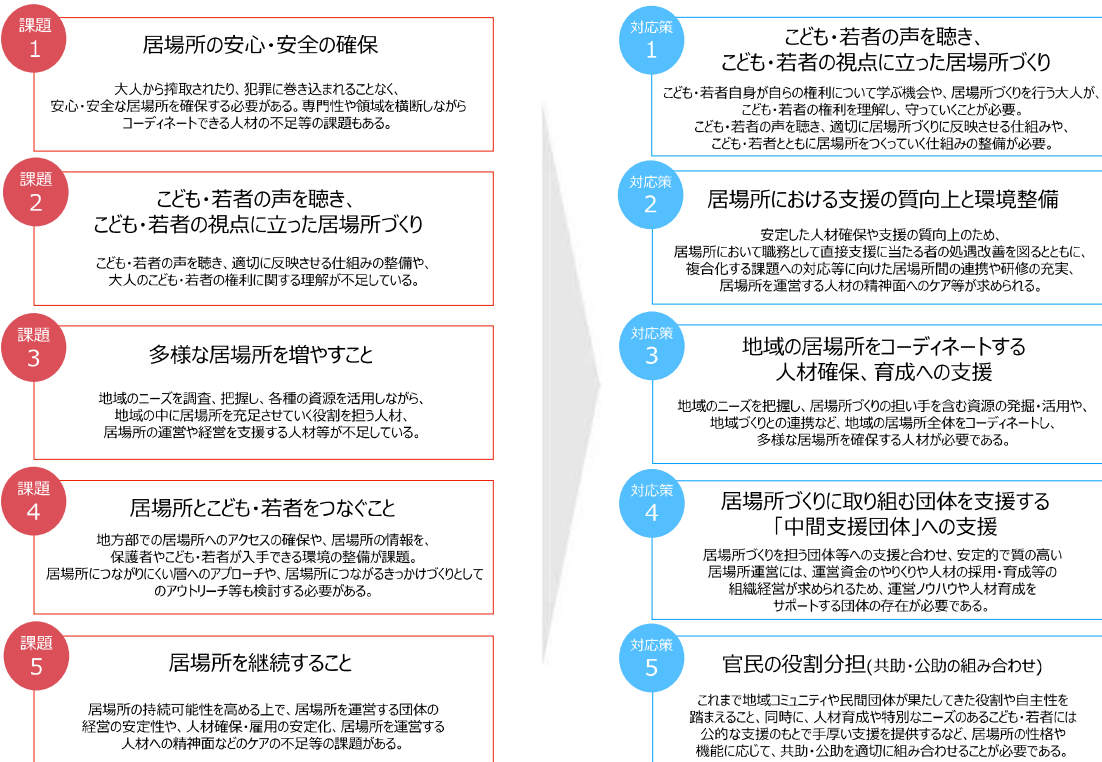 課題
1
居場所の安心・安全の確保
大人から搾取されたり、犯罪に巻き込まれることなく、
安心・安全な居場所を確保する必要がある。専門性や領域を横断しながら
コーディネートできる人材の不足等の課題もある。
課題
2
こども・若者の声を聴き、
こども・若者の視点に立った居場所づくり
こども・若者の声を聴き、適切に反映させる仕組みの整備や、
大人のこども・若者の権利に関する理解が不足している。
課題
3
多様な居場所を増やすこと
地域のニーズを調査、把握し、各種の資源を活用しながら、
地域の中に居場所を充足させていく役割を担う人材、
居場所の運営や経営を支援する人材等が不足している。
課題
4
居場所とこども・若者をつなぐこと
地方部での居場所へのアクセスの確保や、居場所の情報を、
保護者やこども・若者が入手できる環境の整備が課題。
居場所につながりにくい層へのアプローチや、居場所につながるきっかけづくりとして
のアウトリーチ等も検討する必要がある。
課題
5
居場所を継続すること
居場所の持続可能性を高める上で、居場所を運営する団体の
経営の安定性や、人材確保・雇用の安定化、居場所を運営する
人材への精神面などのケアの不足等の課題がある。
対応策
1
こども・若者の声を聴き、
こども・若者の視点に立った居場所づくり
こども・若者自身が自らの権利について学ぶ機会や、居場所づくりを行う大人が、
こども・若者の権利を理解し、守っていくことが必要。
こども・若者の声を聴き、適切に居場所づくりに反映させる仕組みや、
こども・若者とともに居場所をつくっていく仕組みの整備が必要。
対応策
2
居場所における支援の質向上と環境整備
安定した人材確保や支援の質向上のため、
居場所において職務として直接支援に当たる者の処遇改善を図るとともに、
複合化する課題への対応等に向けた居場所間の連携や研修の充実、
居場所を運営する人材の精神面へのケア等が求められる。
対応策
3
地域の居場所をコーディネートする
人材確保、育成への支援
地域のニーズを把握し、居場所づくりの担い手を含む資源の発掘・活用や、
地域づくりとの連携など、地域の居場所全体をコーディネートし、
多様な居場所を確保する人材が必要である。
対応策
4
居場所づくりに取り組む団体を支援する
「中間支援団体」への支援
居場所づくりを担う団体等への支援と合わせ、安定的で質の高い
居場所運営には、運営資金のやりくりや人材の採用・育成等の
組織経営が求められるため、運営ノウハウや人材育成を
サポートする団体の存在が必要である。
対応策
5
官民の役割分担(共助・公助の組み合わせ)
これまで地域コミュニティや民間団体が果たしてきた役割や自主性を
踏まえること、同時に、人材育成や特別なニーズのあるこども・若者には
公的な支援のもとで手厚い支援を提供するなど、居場所の性格や
機能に応じて、共助・公助を適切に組み合わせることが必要である。